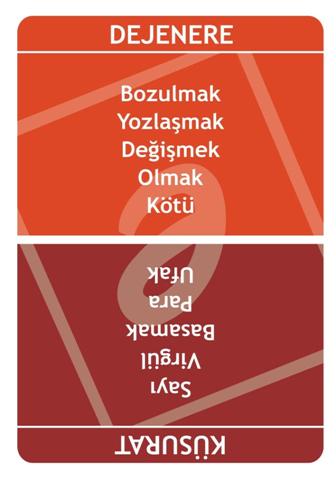 DEJENERE
Bozulmak
Yozlaşmak
Değişmek
Olmak
Kötü
KÜSURAT
Sayı
Virgül
Basamak
Para
Ufak